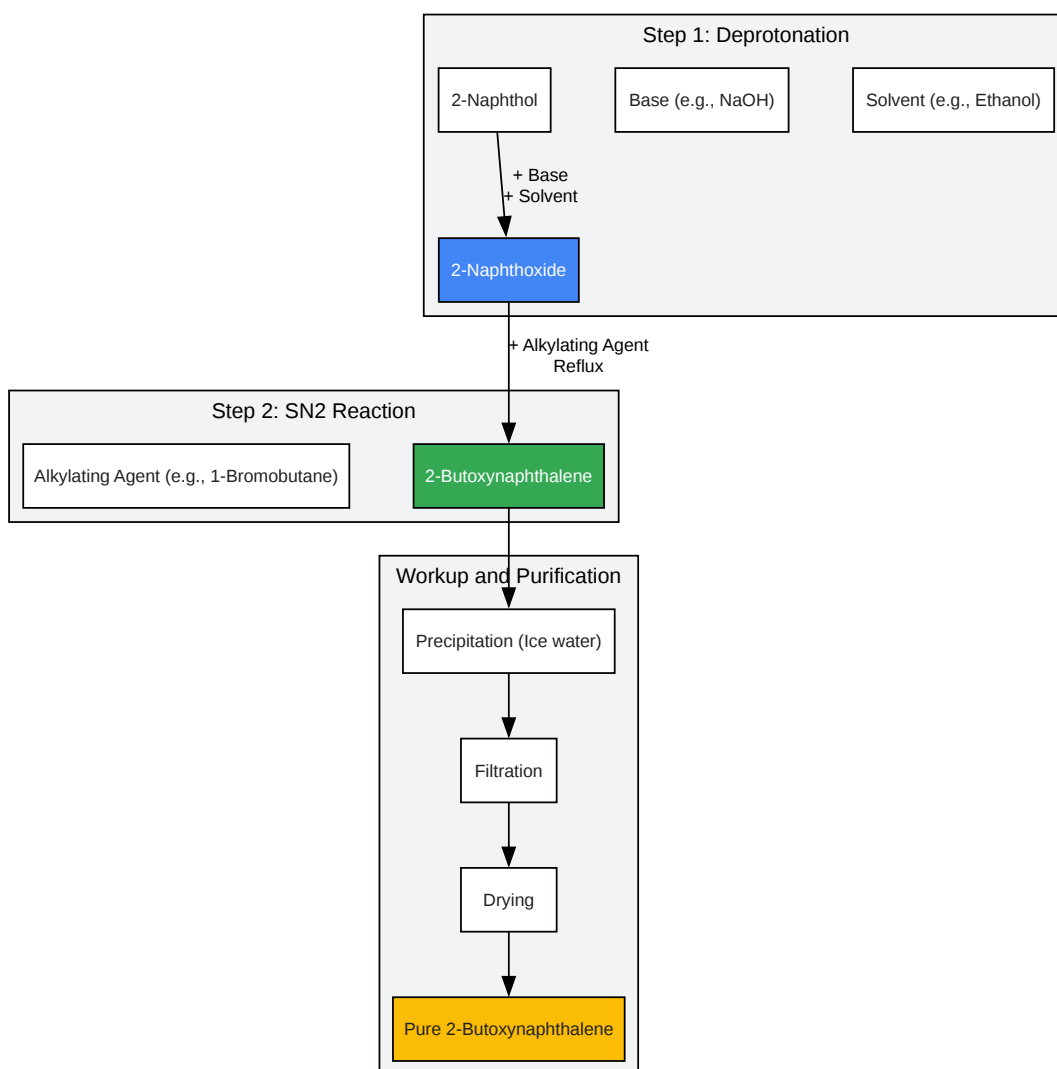 Step 1: Deprotonation
2-Naphthol
Base (e.g., NaOH)
Solvent (e.g., Ethanol)
+ Base
+ Solvent
2-Naphthoxide
+ Alkylating Agent
Reflux
Step 2: SN2 Reaction
Alkylating Agent (e.g., 1-Bromobutane)
2-Butoxynaphthalene
Workup and Purification
Precipitation (Ice water)
Filtration
Drying
Pure 2-Butoxynaphthalene